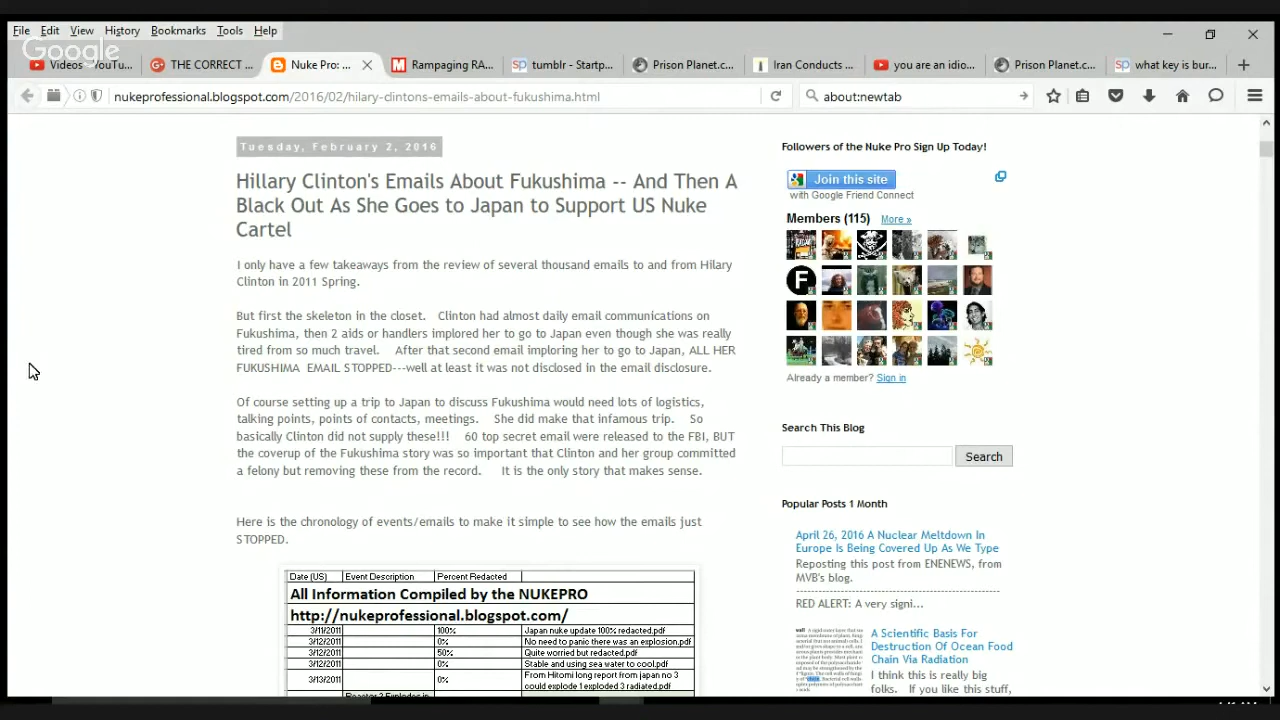 File Edit View History Bookmarks Tools Help
Google
Videos - YouTu... THE CORRECT ... Nuke Pro: ... Rampaging RA... tumblr - Startp... Prison Planet.c... Iran Conducts ... you are an idio... Prison Planet.c... what key is bur...
nukeprofessional.blogspot.com/2016/02/hilary-clintons-emails-about-fukushima.html about:newtab
Tuesday, February 2, 2016
Hillary Clinton's Emails About Fukushima -- And Then A
Black Out As She Goes to Japan to Support US Nuke
Cartel
I only have a few takeaways from the review of several thousand emails to and from Hilary
Clinton in 2011 Spring.
But first the skeleton in the closet. Clinton had almost daily email communications on
Fukushima, then 2 aids or handlers implored her to go to Japan even though she was really
tired from so much travel. After that second email imploring her to go to Japan, ALL HER
FUKUSHIMA EMAIL STOPPED---well at least it was not disclosed in the email disclosure.
Of course setting up a trip to Japan to discuss Fukushima would need lots of logistics,
talking points, points of contacts, meetings. She did make that infamous trip. So
basically Clinton did not supply these!!! 60 top secret email were released to the FBI, BUT
the coverup of the Fukushima story was so important that Clinton and her group committed
a felony but removing these from the record. It is the only story that makes sense.
Here is the chronology of events/emails to make it simple to see how the emails just
STOPPED.
Date (US) Event Description Percent Redacted
All Information Compiled by the NUKEPRO
http://nukeprofessional.blogspot.com/
3/11/2011 100% Japan nuke update 100% redacted.pdf
3/12/2011 0% No need to panic there was an explosion.pdf
3/12/2011 50% Quite worried but redacted.pdf
3/12/2011 0% Stable and using sea water to cool.pdf
3/13/2011 0% From Hitomi long report from japan no 3
could explode 1 exploded 3 radiated.pdf
Reactor 3 Explodes in
Followers of the Nuke Pro Sign Up Today!
Join this site
with Google Friend Connect
Members (115) More »
F
Already a member? Sign in
Search This Blog
Search
Popular Posts 1 Month
April 26, 2016 A Nuclear Meltdown In
Europe Is Being Covered Up As We Type
Reposting this post from ENENEWS, from
MVB's blog.
RED ALERT: A very signi...
A Scientific Basis For
Destruction Of Ocean Food
Chain Via Radiation
I think this is really big
folks. If you like this stuff,